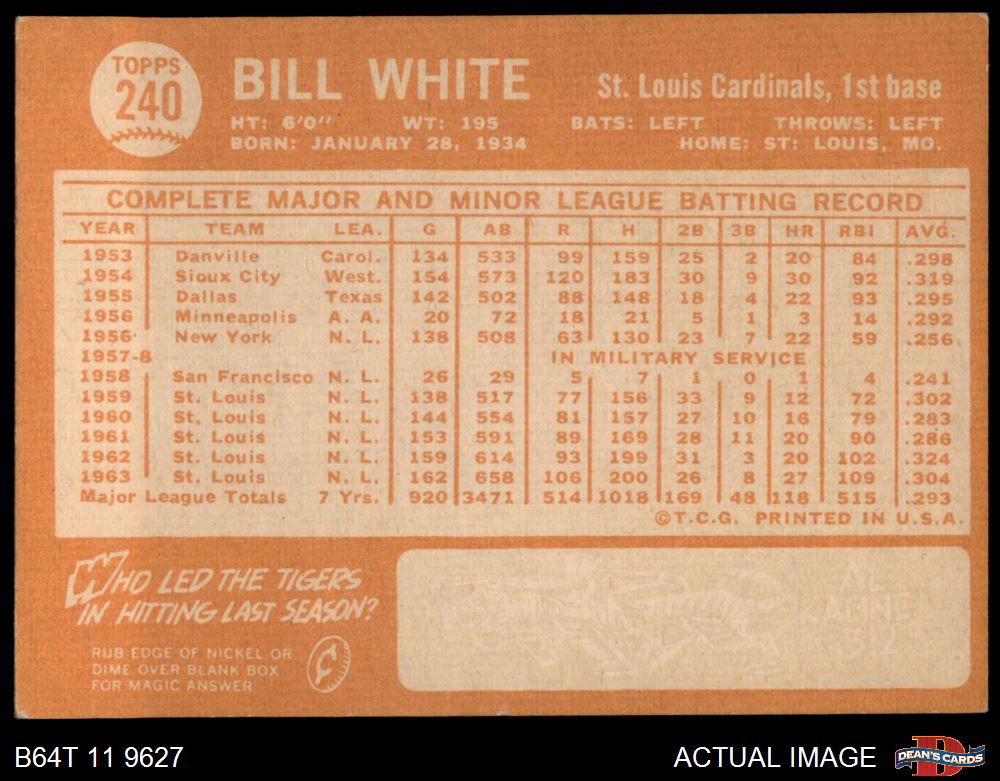 TOPPS
240
BILL WHITE
St. Louis Cardinals, 1st base
HT: 6'0" WT: 195 BATS: LEFT THROWS: LEFT
BORN: JANUARY 28, 1934 HOME: ST: LOUIS, MO.
COMPLETE MAJOR AND MINOR LEAGUE BATTING RECORD
YEAR TEAM LEA. G AB R H 2B 3B HR RBI AVG.
1953 Danville Carol. 134 533 99 159 25 2 20 84 .298
1954 Sioux City West. 154 573 120 183 30 9 30 92 .319
1955 Dallas Texas 142 502 88 148 18 4 22 93 .295
1956 Minneapolis A. A. 20 72 18 21 5 1 3 14 .292
1956 New York N. L. 138 508 63 130 23 7 22 59 .256
1957-8 IN MILITARY SERVICE
1958 San Francisco N. L. 26 29 5 7 1 0 1 4 .241
1959 St. Louis N. L. 138 517 77 156 33 9 12 72 .302
1960 St. Louis N. L. 144 554 81 157 27 10 16 79 .283
1961 St. Louis N. L. 153 591 89 169 28 11 20 90 .286
1962 St. Louis N. L. 159 614 93 199 31 3 20 102 .324
1963 St. Louis N. L. 162 658 106 200 26 8 27 109 .304
Major League Totals 7 Yrs. 920 3471 514 1018 169 48 118 515 .293
©T.C.G. PRINTED IN U.S.A.
WHO LED THE TIGERS
IN HITTING LAST SEASON?
RUB EDGE OF NICKEL OR
DIME OVER BLANK BOX
FOR MAGIC ANSWER
AL
KALINE
.312
B64T 11 9627
ACTUAL IMAGE
D
DEAN'S CARDS